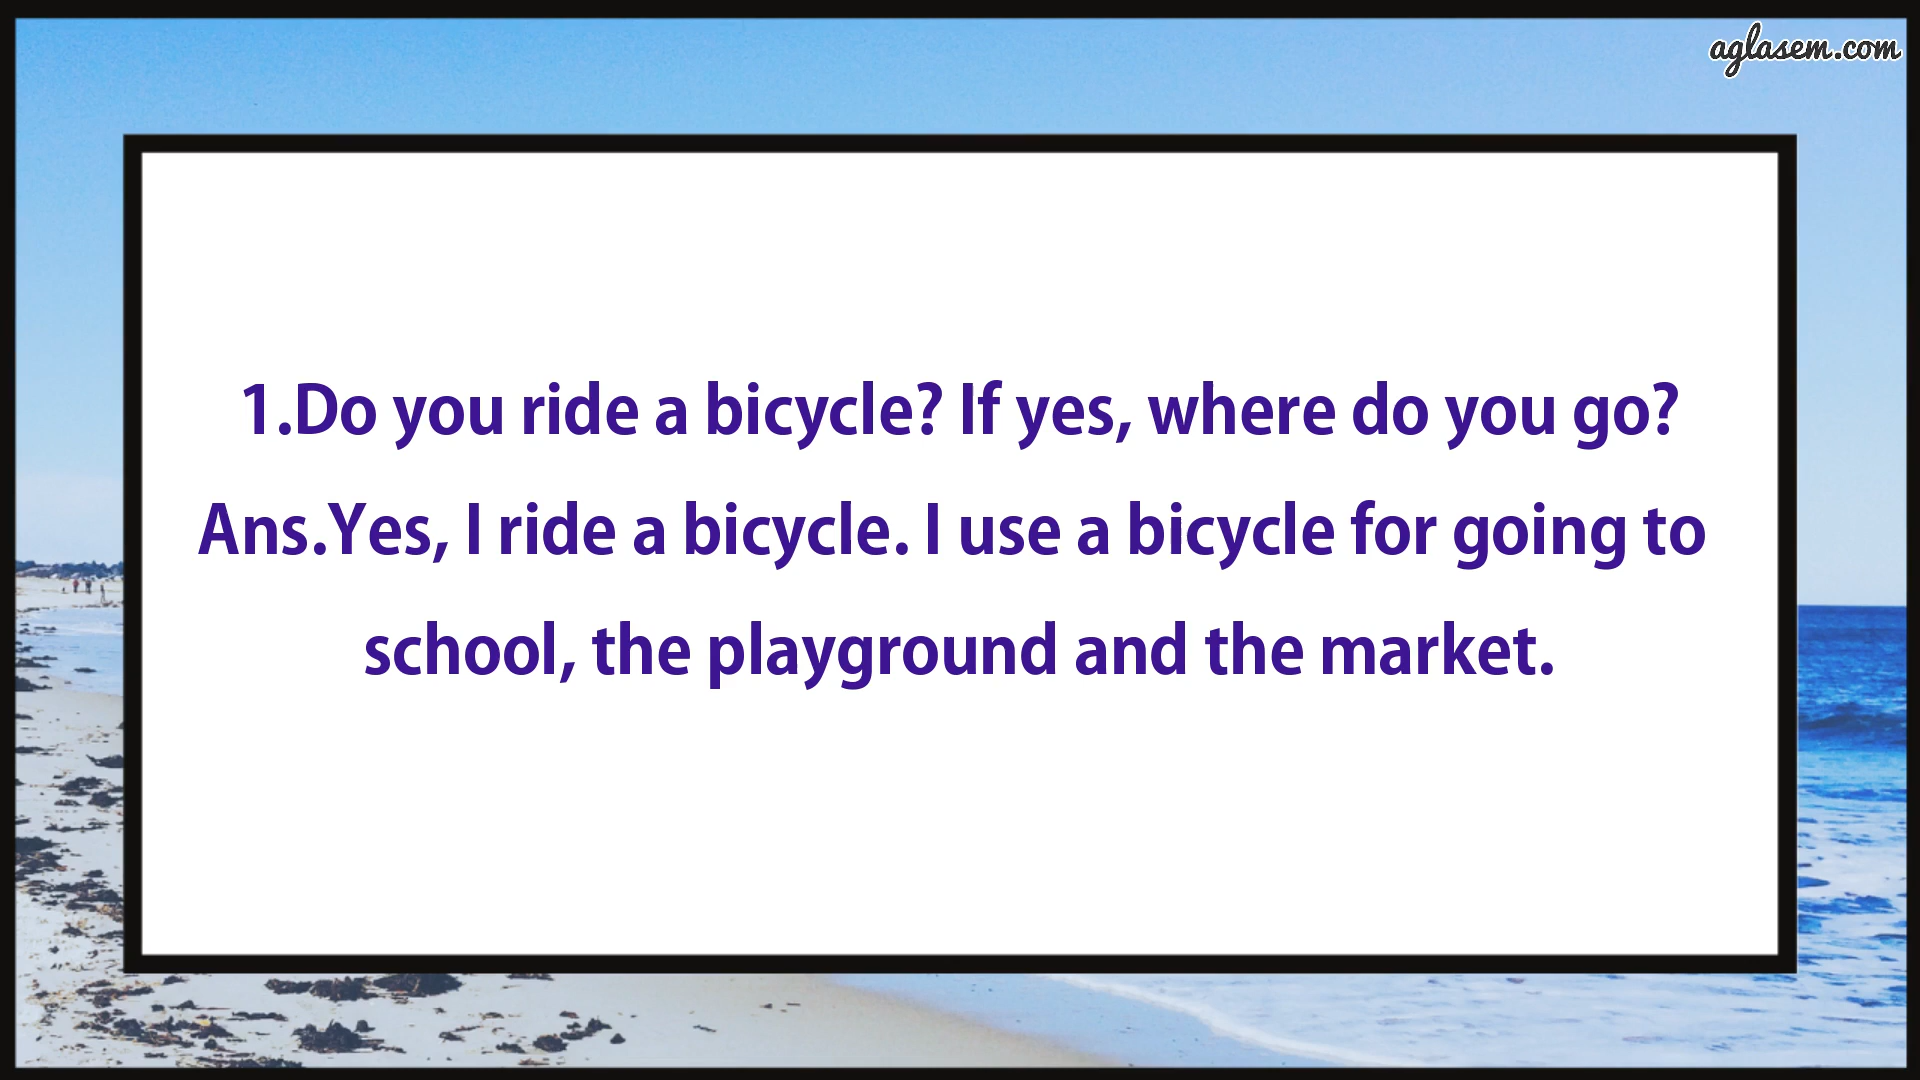 aglasem.com
1.Do you ride a bicycle? If yes, where do you go?
Ans.Yes, I ride a bicycle. I use a bicycle for going to
school, the playground and the market.